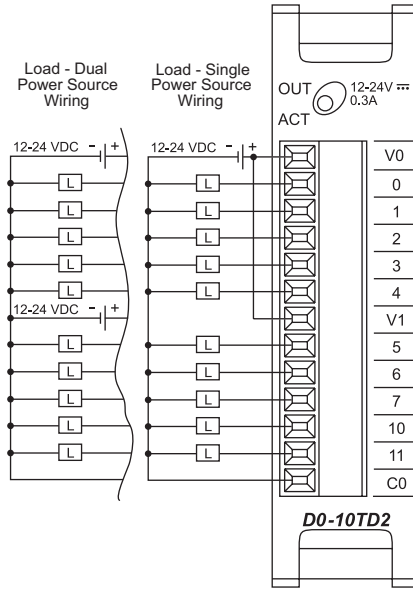 Load - Dual
Power Source
Wiring
Load - Single
Power Source
Wiring
OUT
ACT
12-24V
0.3A
12-24 VDC - +
L
L
L
L
L
12-24 VDC - +
L
L
L
L
L
12-24 VDC - +
L
L
L
L
L
L
L
L
L
L
V0
0
1
2
3
4
V1
5
6
7
10
11
C0
D0-10TD2